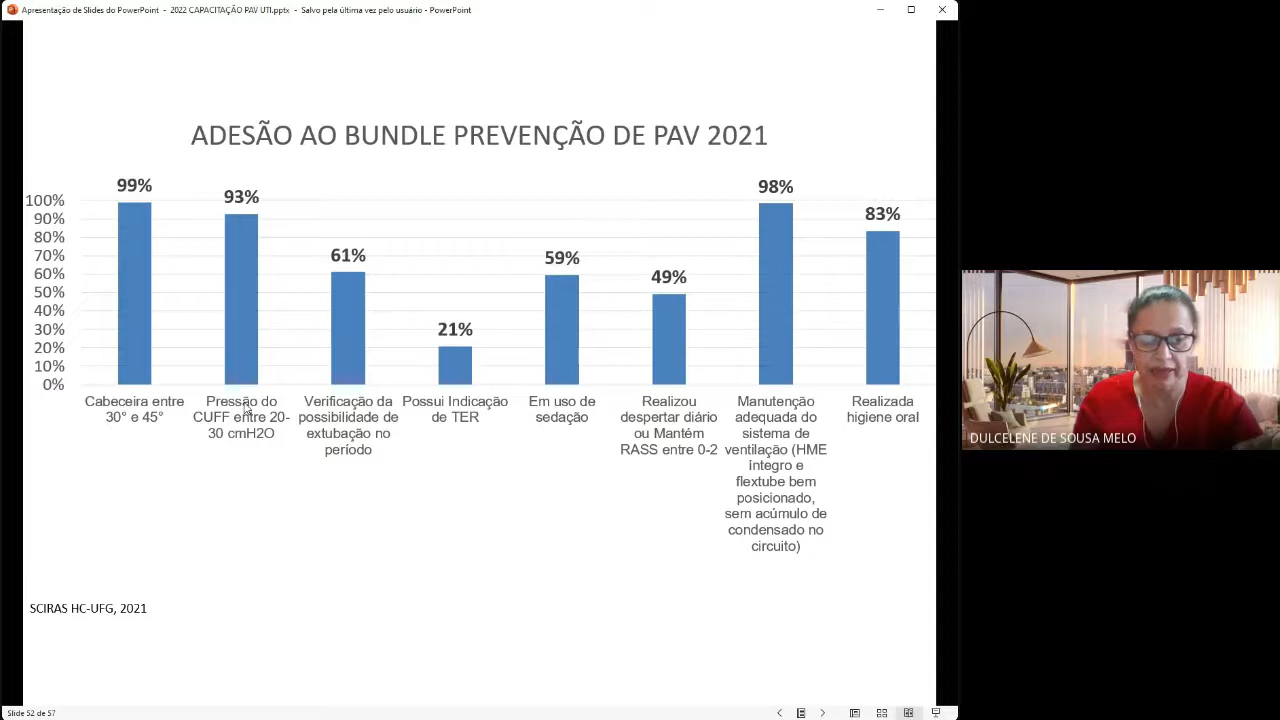 Apresentação de Slides do PowerPoint - 2022 CAPACITAÇÃO PAV UTI.pptx - Salvo pela última vez pelo usuário - PowerPoint
ADESÃO AO BUNDLE PREVENÇÃO DE PAV 2021
100%
90%
80%
70%
60%
50%
40%
30%
20%
10%
0%
99%
93%
61%
21%
59%
49%
98%
83%
Cabeceira entre
30° e 45°
Pressão do
CUFF entre 20-
30 cmH2O
Verificação da
possibilidade de
extubação no
período
Possui Indicação
de TER
Em uso de
sedação
Realizou
despertar diário
ou Mantém
RASS entre 0-2
Manutenção
adequada do
sistema de
ventilação (HME
íntegro e
flextube bem
posicionado,
sem acúmulo de
condensado no
circuito)
Realizada
higiene oral
SCIRAS HC-UFG, 2021
Slide 52 de 57
DULCELENE DE SOUSA MELO